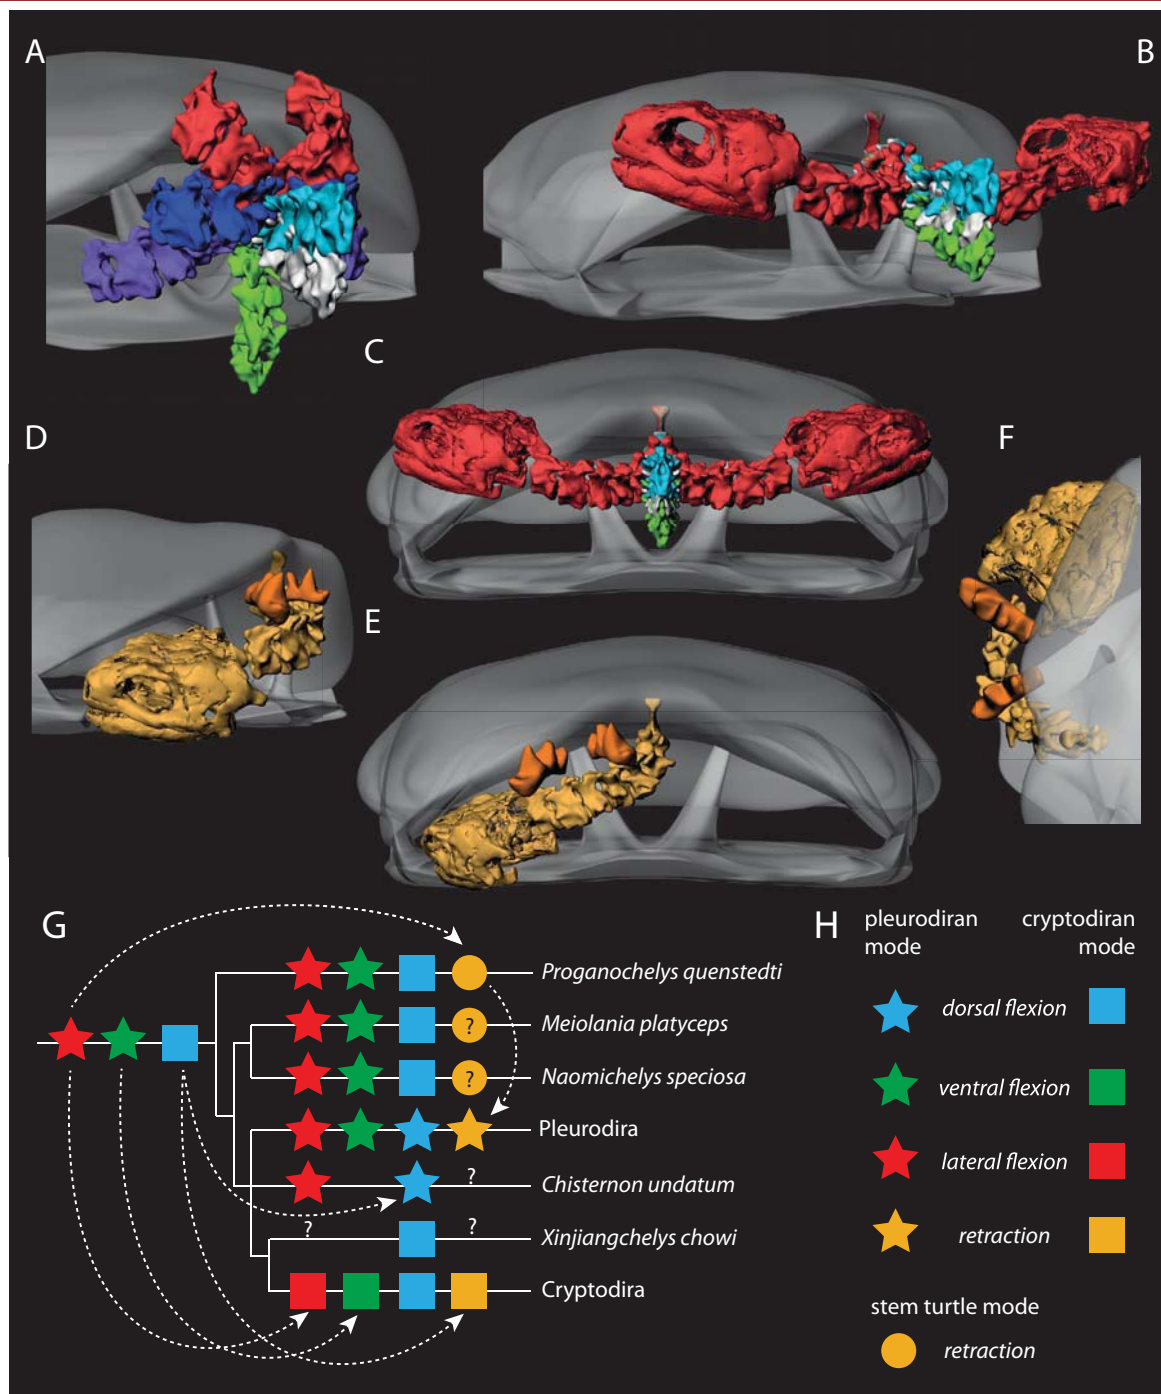 A
B
C
D
F
E
G
H
pleurodiran mode
cryptodiran mode
dorsal flexion
ventral flexion
lateral flexion
retraction
stem turtle mode
retraction
Proganochelys quenstedti
? Meiolania platyceps
? Naomichelys speciosa
Pleurodira
? Chisternon undatum
? ? Xinjiangchelys chowi
Cryptodira